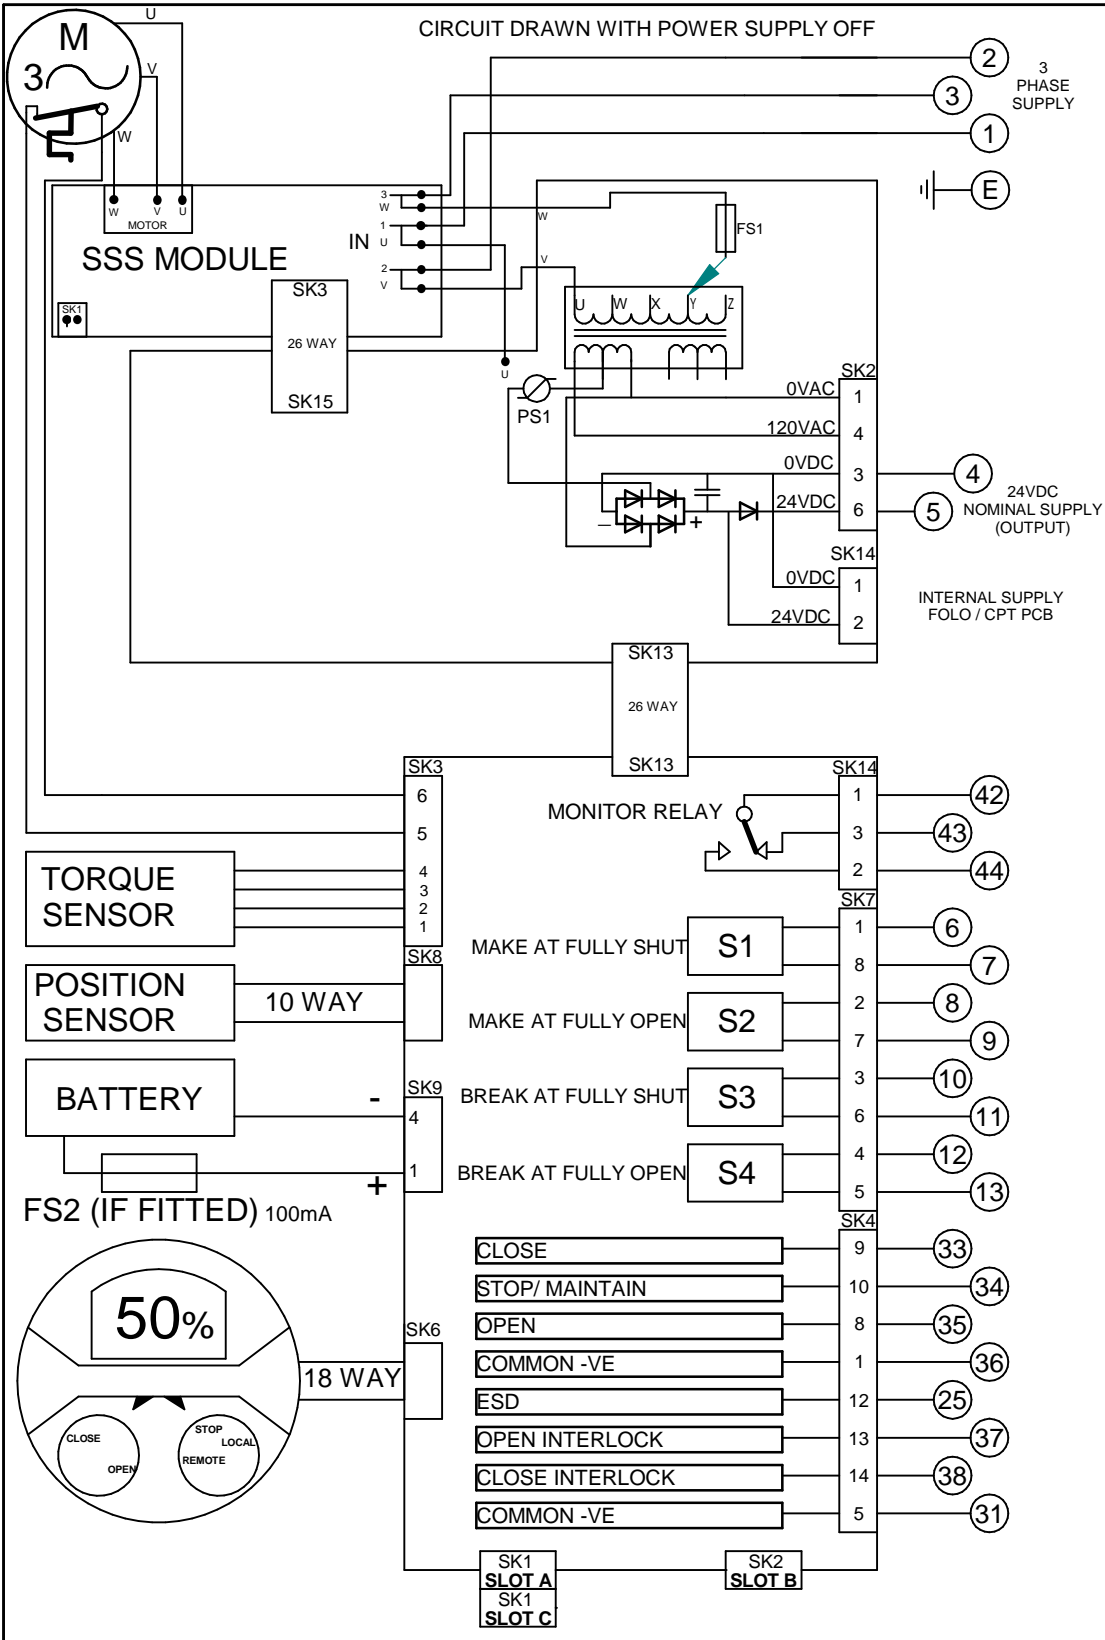 U
CIRCUIT DRAWN WITH POWER SUPPLY OFF
M
3
V
W
2
3
1
E
3
PHASE
SUPPLY
W V U
MOTOR
SSS MODULE
IN
3
W
1
U
2
V
W
V
FS1
SK1
SK3
26 WAY
SK15
U W X Y Z
U
PS1
SK2
0VAC 1
120VAC 4
0VDC 3
24VDC 6
4
5
24VDC
NOMINAL SUPPLY
(OUTPUT)
SK14
0VDC 1
24VDC 2
INTERNAL SUPPLY
FOLO / CPT PCB
– +
SK13
26 WAY
SK13
SK3
6
5
4
3
2
1
MONITOR RELAY
SK14
1 42
3 43
2 44
TORQUE
SENSOR
SK7
MAKE AT FULLY SHUT S1
1 6
8 7
MAKE AT FULLY OPEN S2
2 8
7 9
BREAK AT FULLY SHUT S3
3 10
6 11
BREAK AT FULLY OPEN S4
4 12
5 13
POSITION
SENSOR
10 WAY
SK8
BATTERY
-
SK9
4
1
+
FS2 (IF FITTED) 100mA
SK4
CLOSE 9 33
STOP/ MAINTAIN 10 34
OPEN 8 35
COMMON -VE 1 36
ESD 12 25
OPEN INTERLOCK 13 37
CLOSE INTERLOCK 14 38
COMMON -VE 5 31
50%
SK6
18 WAY
CLOSE
OPEN
STOP
LOCAL
REMOTE
SK1
SLOT A
SK1
SLOT C
SK2
SLOT B